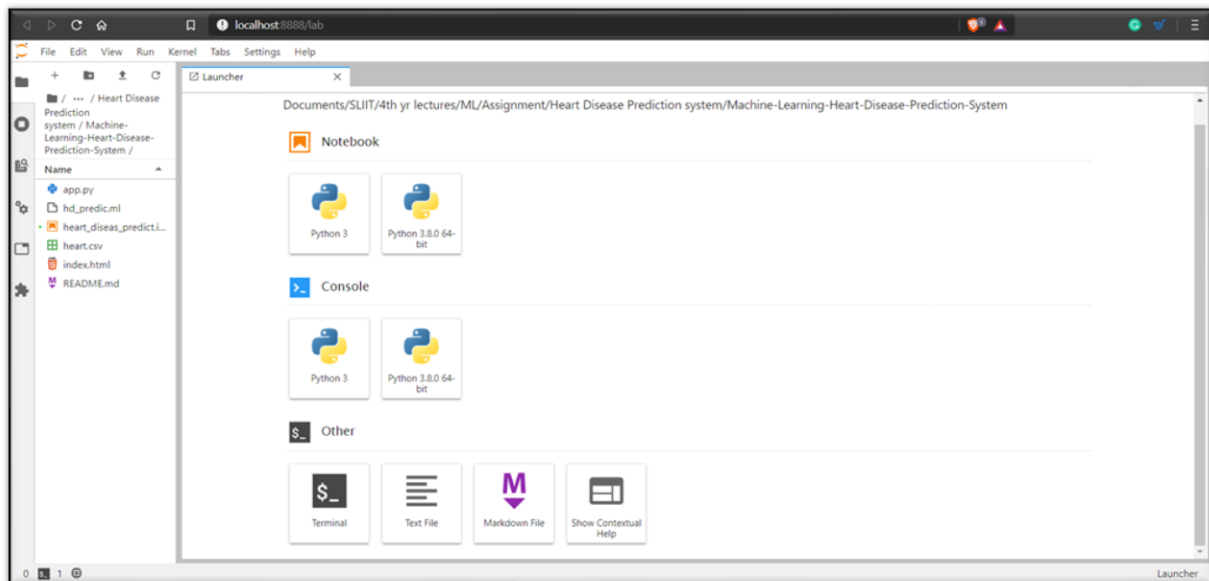 localhost:8888/lab
File Edit View Run Kernel Tabs Settings Help
/ ··· / Heart Disease
Prediction
system / Machine-
Learning-Heart-Disease-
Prediction-System /
Name
app.py
hd_predic.ml
heart_diseas_predict.i...
heart.csv
index.html
README.md
Launcher
Documents/SLIIT/4th yr lectures/ML/Assignment/Heart Disease Prediction system/Machine-Learning-Heart-Disease-Prediction-System
Notebook
Python 3
Python 3.8.0 64-
bit
Console
Python 3
Python 3.8.0 64-
bit
Other
$_
Terminal
Text File
M
Markdown File
Show Contextual
Help
0 $_ 1
Launcher